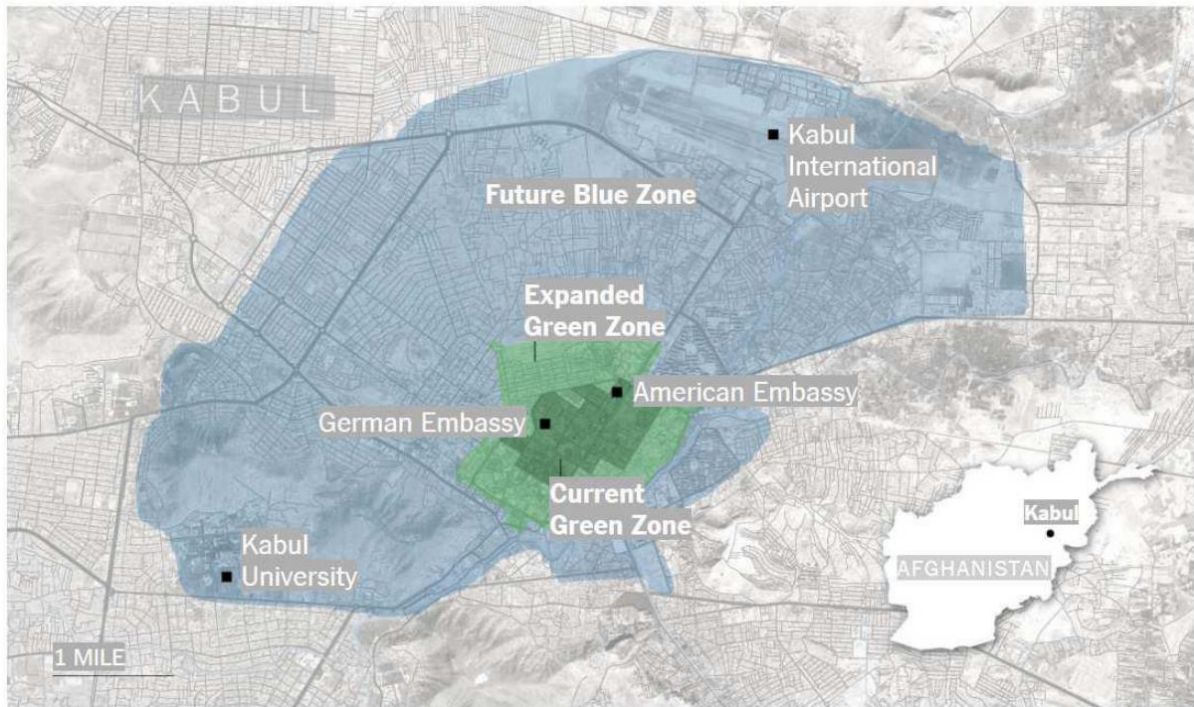 KABUL
Kabul
International
Airport
Future Blue Zone
Expanded
Green Zone
American Embassy
German Embassy
Current
Green Zone
Kabul
University
Kabul
AFGHANISTAN
1 MILE